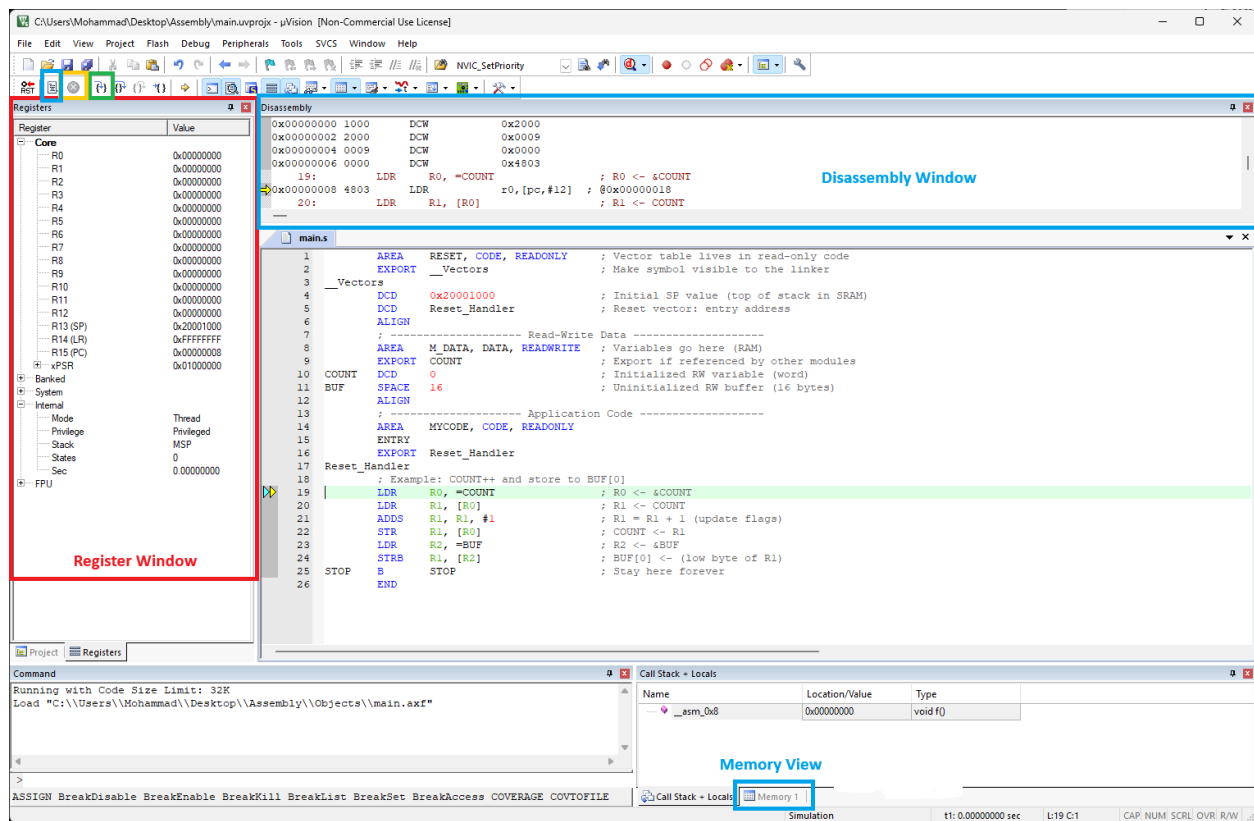 C:\Users\Mohammad\Desktop\Assembly\main.uvprojx - µVision [Non-Commercial Use License]
File Edit View Project Flash Debug Peripherals Tools SVCS Window Help
NVIC_SetPriority
RST
Registers
Register Value
Core
R0 0x00000000
R1 0x00000000
R2 0x00000000
R3 0x00000000
R4 0x00000000
R5 0x00000000
R6 0x00000000
R7 0x00000000
R8 0x00000000
R9 0x00000000
R10 0x00000000
R11 0x00000000
R12 0x00000000
R13 (SP) 0x20001000
R14 (LR) 0xFFFFFFFF
R15 (PC) 0x00000008
xPSR 0x01000000
Banked
System
Internal
Mode Thread
Privilege Privileged
Stack MSP
States 0
Sec 0.00000000
FPU
Register Window
Project Registers
Disassembly
0x00000000 1000 DCW 0x2000
0x00000002 2000 DCW 0x0009
0x00000004 0009 DCW 0x0000
0x00000006 0000 DCW 0x4803
19: LDR R0, =COUNT ; R0 <- &COUNT
0x00000008 4803 LDR r0,[pc,#12] ; @0x00000018
20: LDR R1, [R0] ; R1 <- COUNT
Disassembly Window
main.s
1 AREA RESET, CODE, READONLY ; Vector table lives in read-only code
2 EXPORT __Vectors ; Make symbol visible to the linker
3 __Vectors
4 DCD 0x20001000 ; Initial SP value (top of stack in SRAM)
5 DCD Reset_Handler ; Reset vector: entry address
6 ALIGN
7 ; -------------------- Read-Write Data --------------------
8 AREA M_DATA, DATA, READWRITE ; Variables go here (RAM)
9 EXPORT COUNT ; Export if referenced by other modules
10 COUNT DCD 0 ; Initialized RW variable (word)
11 BUF SPACE 16 ; Uninitialized RW buffer (16 bytes)
12 ALIGN
13 ; -------------------- Application Code -------------------
14 AREA MYCODE, CODE, READONLY
15 ENTRY
16 EXPORT Reset_Handler
17 Reset_Handler
18 ; Example: COUNT++ and store to BUF[0]
19 LDR R0, =COUNT ; R0 <- &COUNT
20 LDR R1, [R0] ; R1 <- COUNT
21 ADDS R1, R1, #1 ; R1 = R1 + 1 (update flags)
22 STR R1, [R0] ; COUNT <- R1
23 LDR R2, =BUF ; R2 <- &BUF
24 STRB R1, [R2] ; BUF[0] <- (low byte of R1)
25 STOP B STOP ; Stay here forever
26 END
Command
Running with Code Size Limit: 32K
Load "C:\\Users\\Mohammad\\Desktop\\Assembly\\Objects\\main.axf"
>
ASSIGN BreakDisable BreakEnable BreakKill BreakList BreakSet BreakAccess COVERAGE COVTOFILE
Call Stack + Locals
Name Location/Value Type
__asm_0x8 0x00000000 void f()
Memory View
Call Stack + Locals Memory 1
Simulation t1: 0.00000000 sec L:19 C:1 CAP NUM SCRL OVR R/W